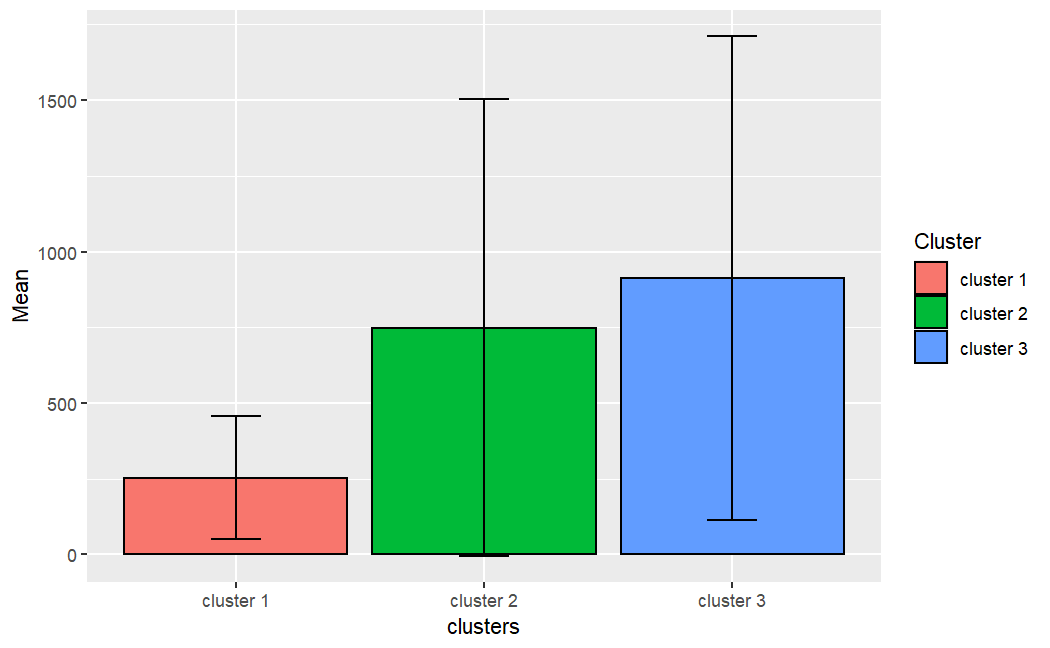 Mean
1500
1000
500
0
cluster 1 cluster 2 cluster 3
clusters
Cluster
cluster 1
cluster 2
cluster 3